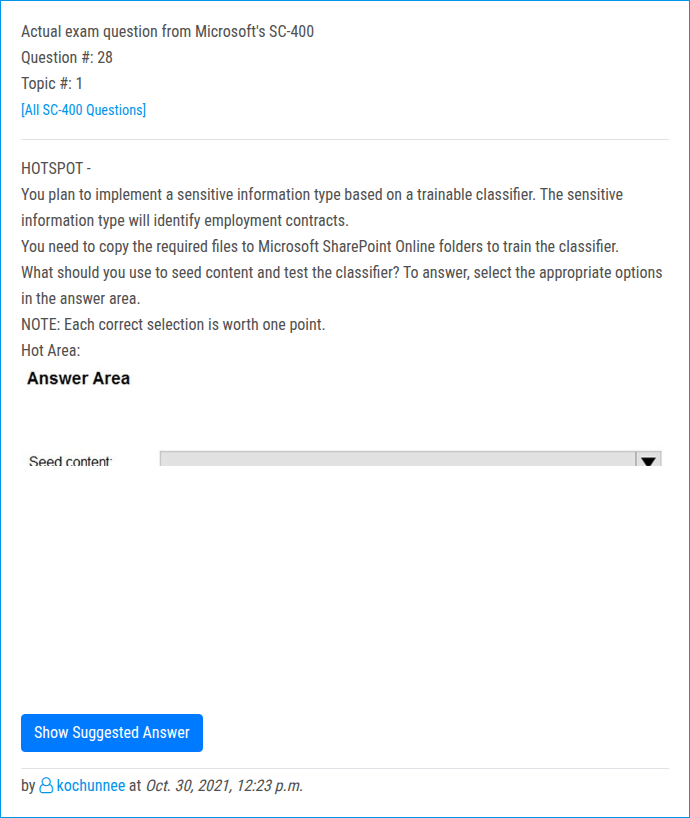 Actual exam question from Microsoft's SC-400
Question #: 28
Topic #: 1
[All SC-400 Questions]
HOTSPOT -
You plan to implement a sensitive information type based on a trainable classifier. The sensitive
information type will identify employment contracts.
You need to copy the required files to Microsoft SharePoint Online folders to train the classifier.
What should you use to seed content and test the classifier? To answer, select the appropriate options
in the answer area.
NOTE: Each correct selection is worth one point.
Hot Area:
Answer Area
Seed content:
Show Suggested Answer
by kochunnee at Oct. 30, 2021, 12:23 p.m.